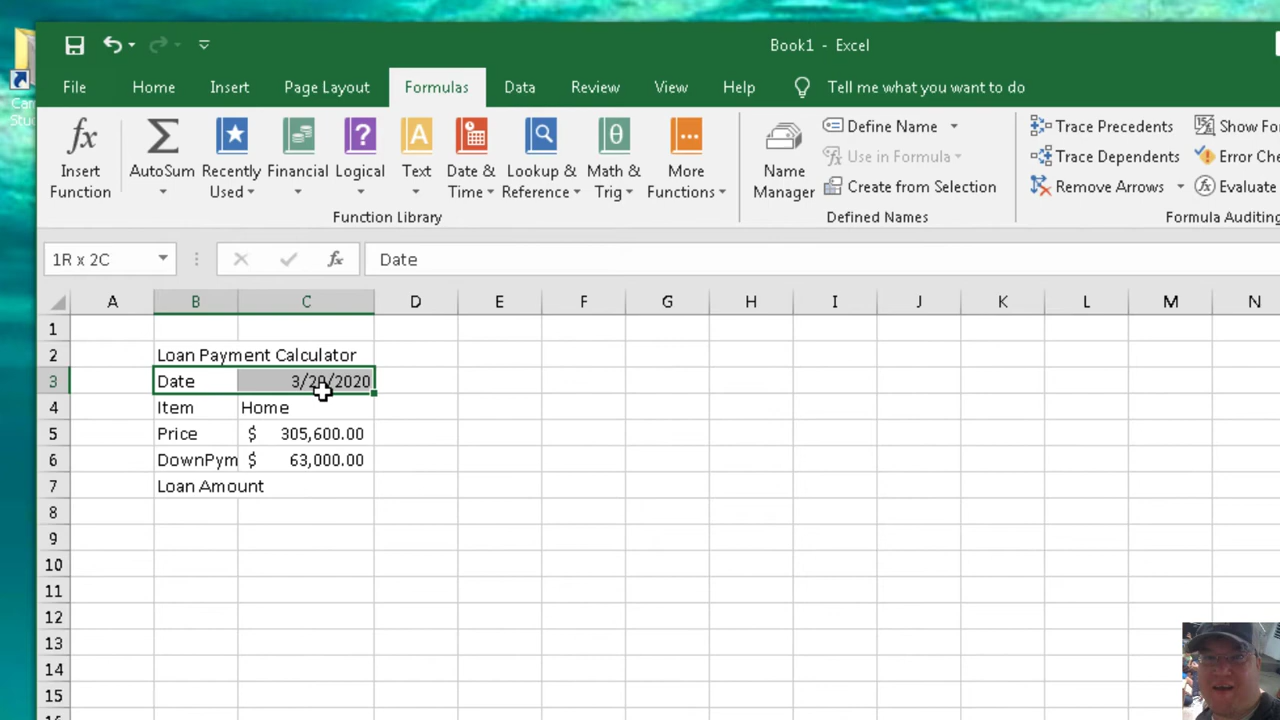 Book1 - Excel
File Home Insert Page Layout Formulas Data Review View Help Tell me what you want to do
fx Insert Function
Σ AutoSum
Recently Used
Financial
? Logical
A Text
Date & Time
Lookup & Reference
θ Math & Trig
More Functions
Function Library
Name Manager
Define Name
Use in Formula
Create from Selection
Defined Names
Trace Precedents
Trace Dependents
Remove Arrows
Show
Error
fx Evaluate
Formula Auditing
1R x 2C fx Date
A B C D E F G H I J K L M N
1
2 Loan Payment Calculator
3 Date 3/20/2020
4 Item Home
5 Price $ 305,600.00
6 DownPym $ 63,000.00
7 Loan Amount
8
9
10
11
12
13
14
15